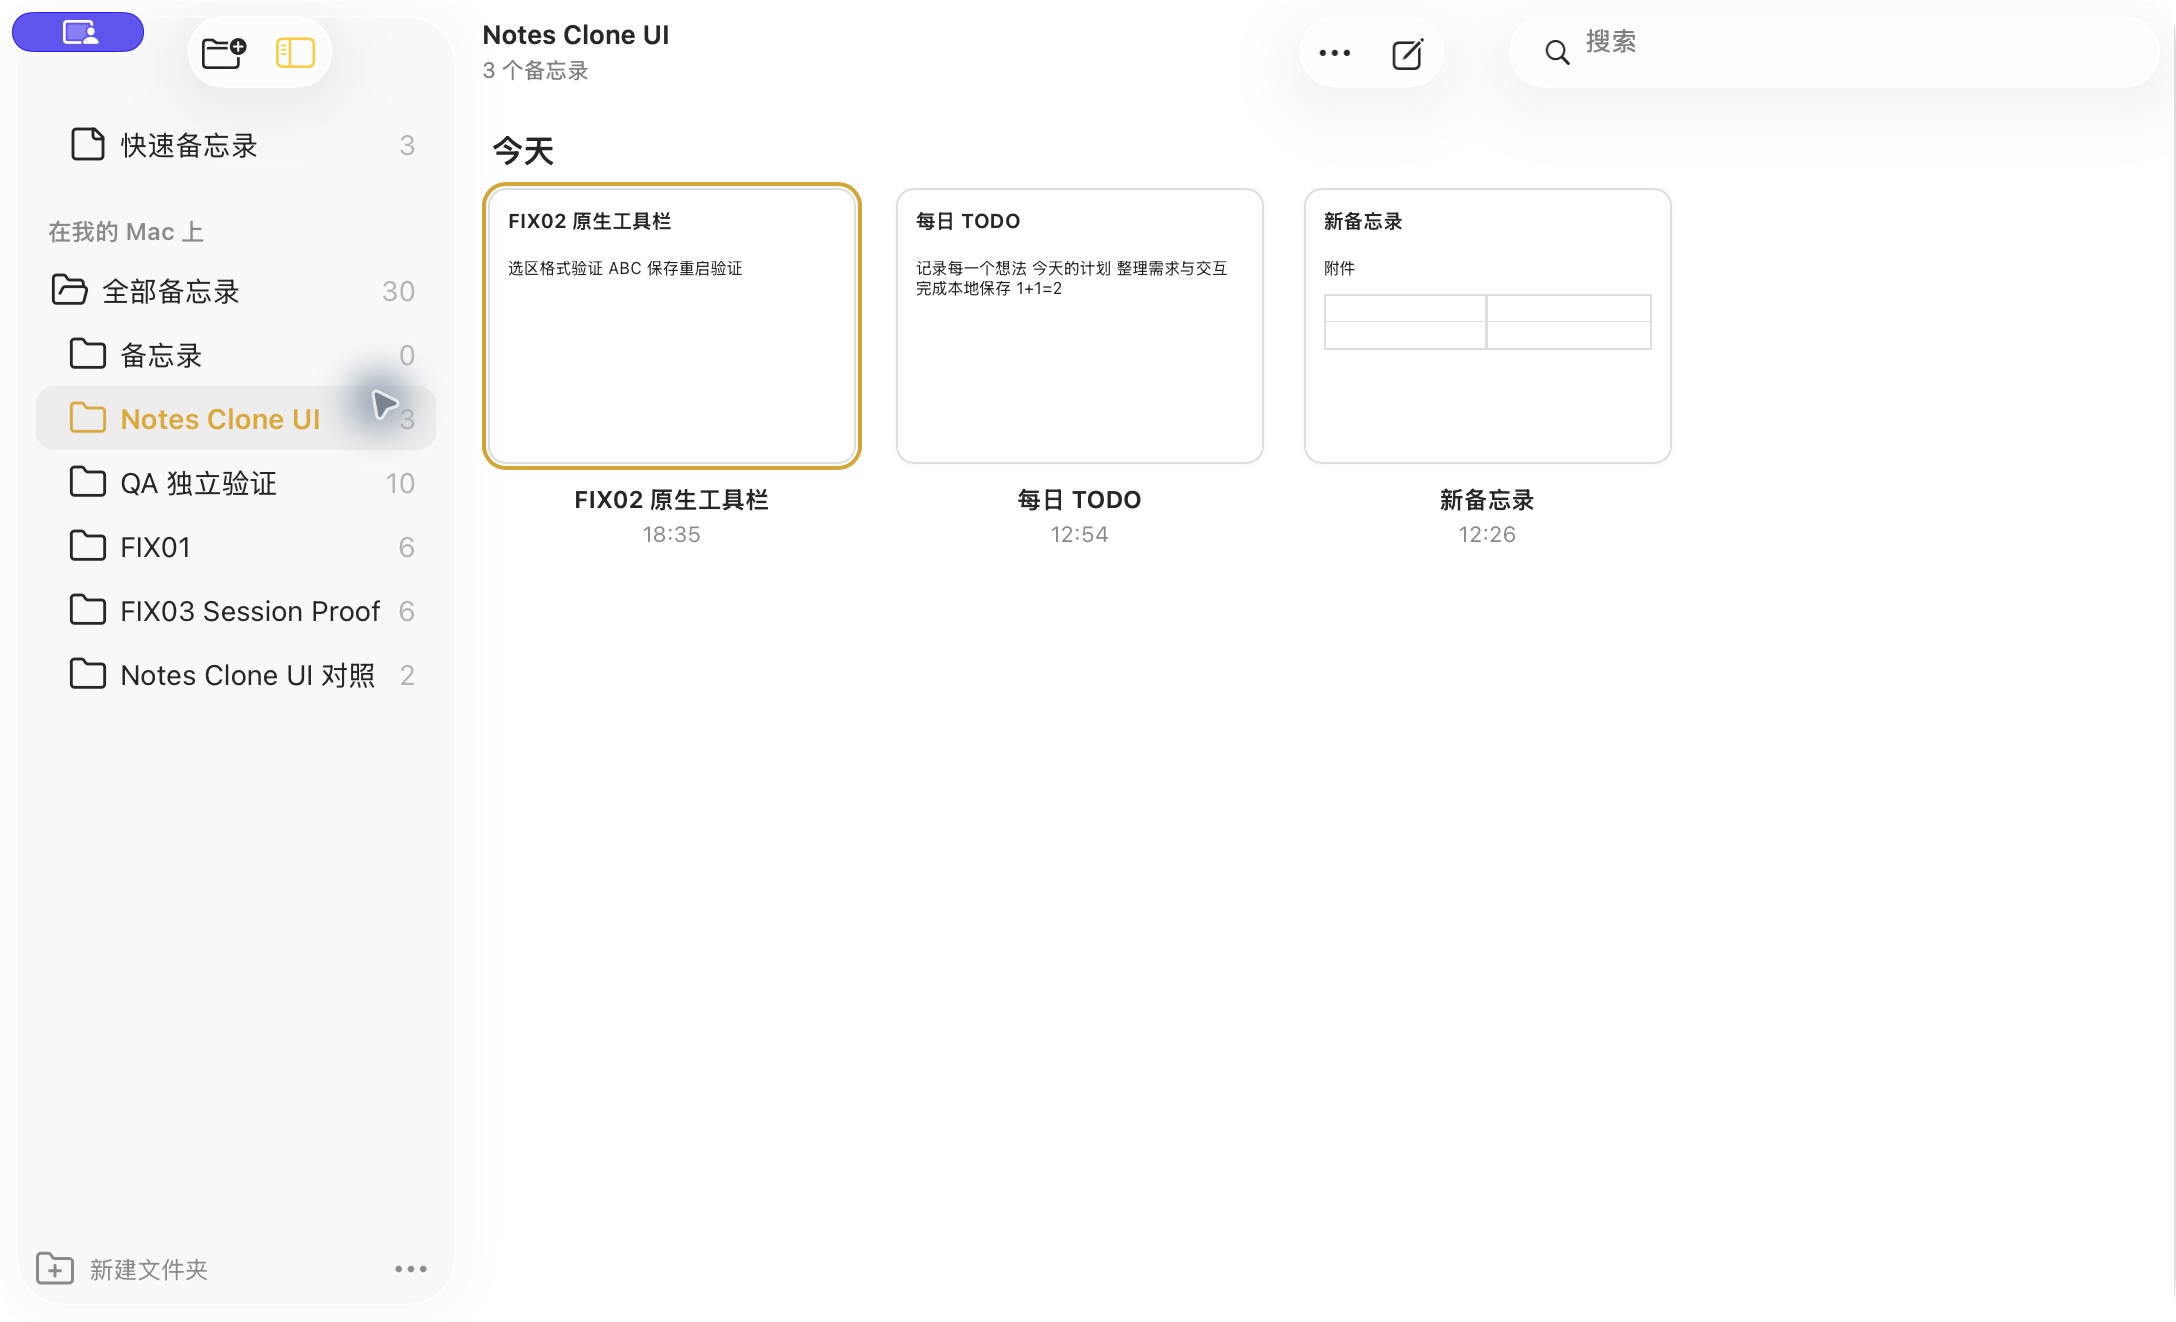 Notes Clone UI
3 个备忘录
搜索
快速备忘录 3
在我的 Mac 上
全部备忘录 30
备忘录 0
Notes Clone UI 3
QA 独立验证 10
FIX01 6
FIX03 Session Proof 6
Notes Clone UI 对照 2
新建文件夹
今天
FIX02 原生工具栏
选区格式验证 ABC 保存重启验证
FIX02 原生工具栏
18:35
每日 TODO
记录每一个想法 今天的计划 整理需求与交互
完成本地保存 1+1=2
每日 TODO
12:54
新备忘录
附件
新备忘录
12:26